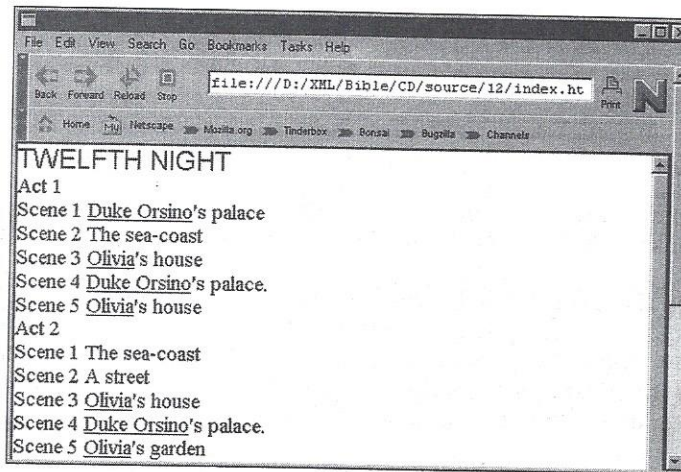 File Edit View Search Go Bookmarks Tasks Help
Back Forward Reload Stop
file:///D:/XML/Bible/CD/source/12/index.ht
Print
N
Home My Netscape Mozilla.org Tinderbox Bonsai Bugzilla Channels
TWELFTH NIGHT
Act 1
Scene 1 Duke Orsino's palace
Scene 2 The sea-coast
Scene 3 Olivia's house
Scene 4 Duke Orsino's palace.
Scene 5 Olivia's house
Act 2
Scene 1 The sea-coast
Scene 2 A street
Scene 3 Olivia's house
Scene 4 Duke Orsino's palace.
Scene 5 Olivia's garden